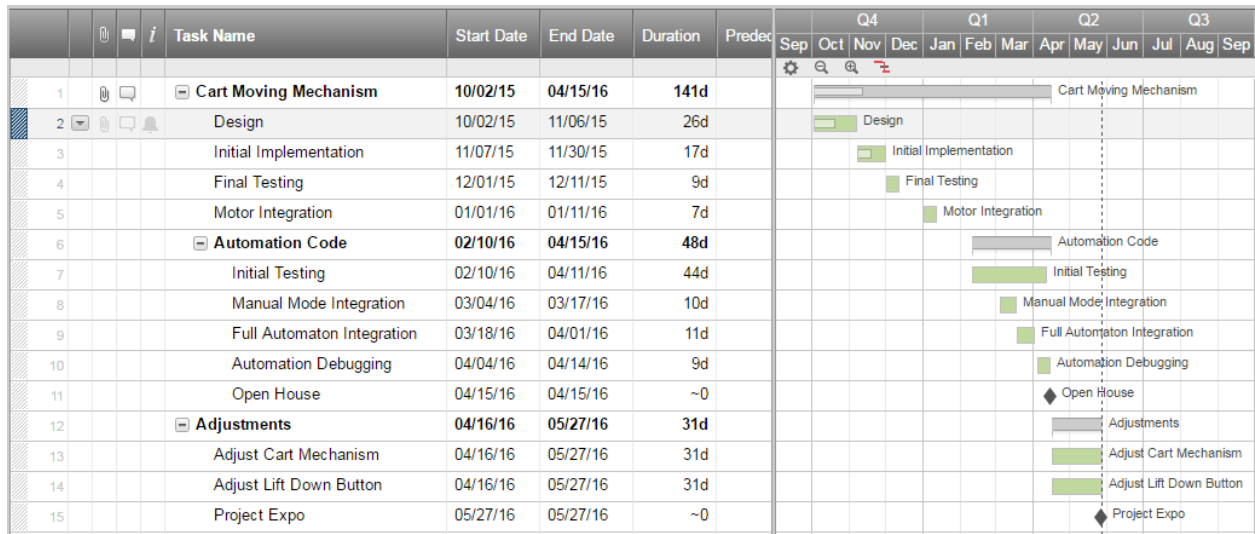 Q4 Q1 Q2 Q3
i Task Name Start Date End Date Duration Predec Sep Oct Nov Dec Jan Feb Mar Apr May Jun Jul Aug Sep
1 Cart Moving Mechanism 10/02/15 04/15/16 141d Cart Moving Mechanism
2 Design 10/02/15 11/06/15 26d Design
3 Initial Implementation 11/07/15 11/30/15 17d Initial Implementation
4 Final Testing 12/01/15 12/11/15 9d Final Testing
5 Motor Integration 01/01/16 01/11/16 7d Motor Integration
6 Automation Code 02/10/16 04/15/16 48d Automation Code
7 Initial Testing 02/10/16 04/11/16 44d Initial Testing
8 Manual Mode Integration 03/04/16 03/17/16 10d Manual Mode Integration
9 Full Automaton Integration 03/18/16 04/01/16 11d Full Automaton Integration
10 Automation Debugging 04/04/16 04/14/16 9d Automation Debugging
11 Open House 04/15/16 04/15/16 ~0 Open House
12 Adjustments 04/16/16 05/27/16 31d Adjustments
13 Adjust Cart Mechanism 04/16/16 05/27/16 31d Adjust Cart Mechanism
14 Adjust Lift Down Button 04/16/16 05/27/16 31d Adjust Lift Down Button
15 Project Expo 05/27/16 05/27/16 ~0 Project Expo